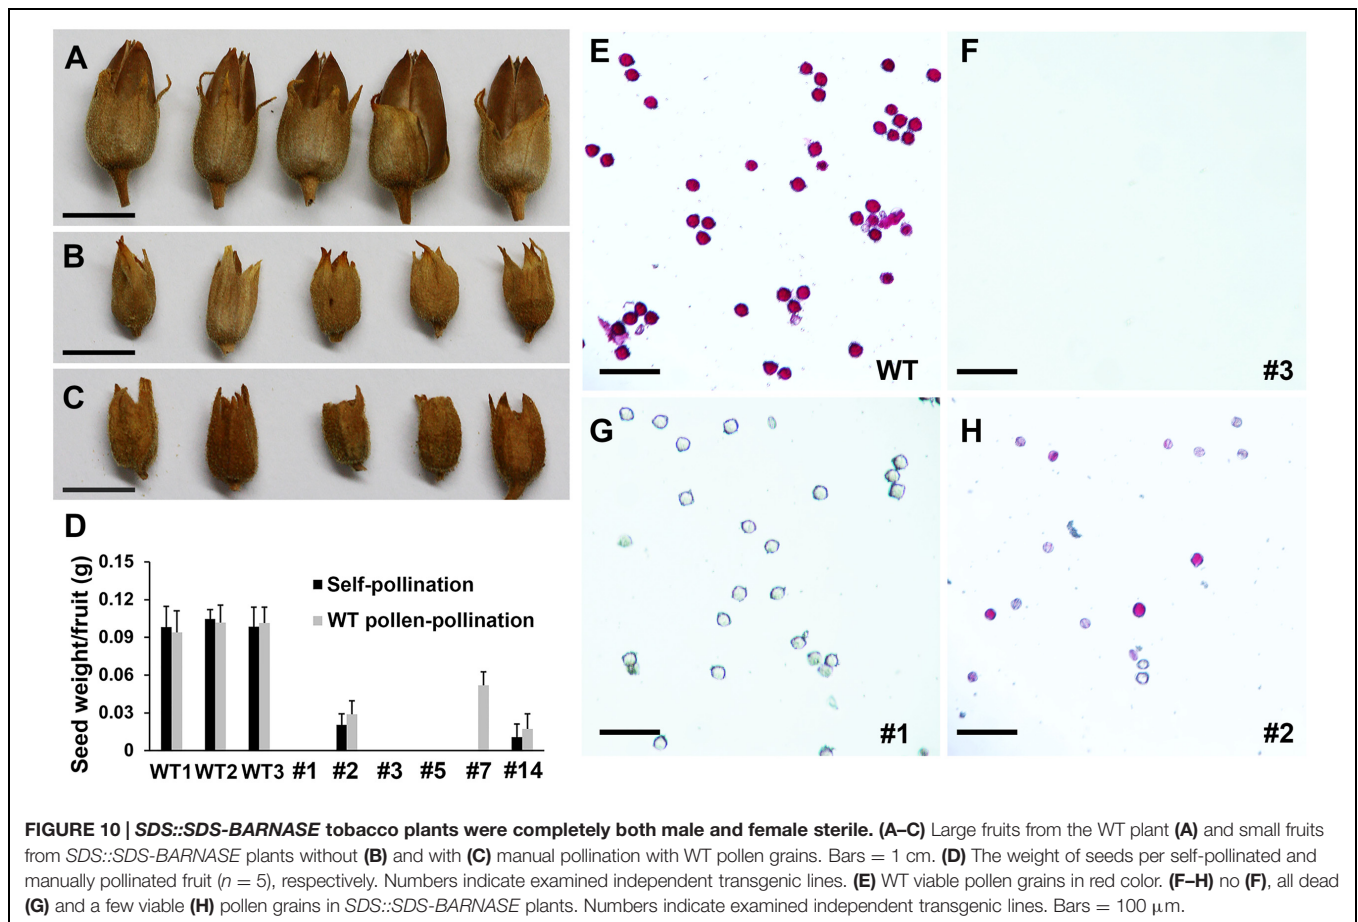 A
B
C
D
Seed weight/fruit (g)
0.15
0.12
0.09
0.06
0.03
0
Self-pollination
WT pollen-pollination
WT1 WT2 WT3 #1 #2 #3 #5 #7 #14
E
WT
F
#3
G
#1
H
#2
FIGURE 10 | SDS::SDS-BARNASE tobacco plants were completely both male and female sterile. (A–C) Large fruits from the WT plant (A) and small fruits
from SDS::SDS-BARNASE plants without (B) and with (C) manual pollination with WT pollen grains. Bars = 1 cm. (D) The weight of seeds per self-pollinated and
manually pollinated fruit (n = 5), respectively. Numbers indicate examined independent transgenic lines. (E) WT viable pollen grains in red color. (F–H) no (F), all dead
(G) and a few viable (H) pollen grains in SDS::SDS-BARNASE plants. Numbers indicate examined independent transgenic lines. Bars = 100 μm.